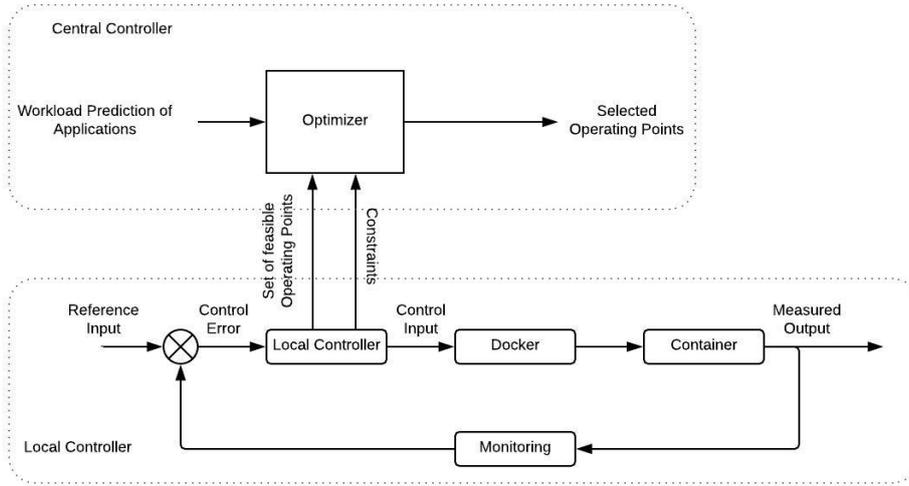 Central Controller
Workload Prediction of
Applications
Optimizer
Selected
Operating Points
Set of feasible
Operating Points
Constraints
Reference
Input
Control
Error
Local Controller
Control
Input
Docker
Container
Measured
Output
Local Controller
Monitoring